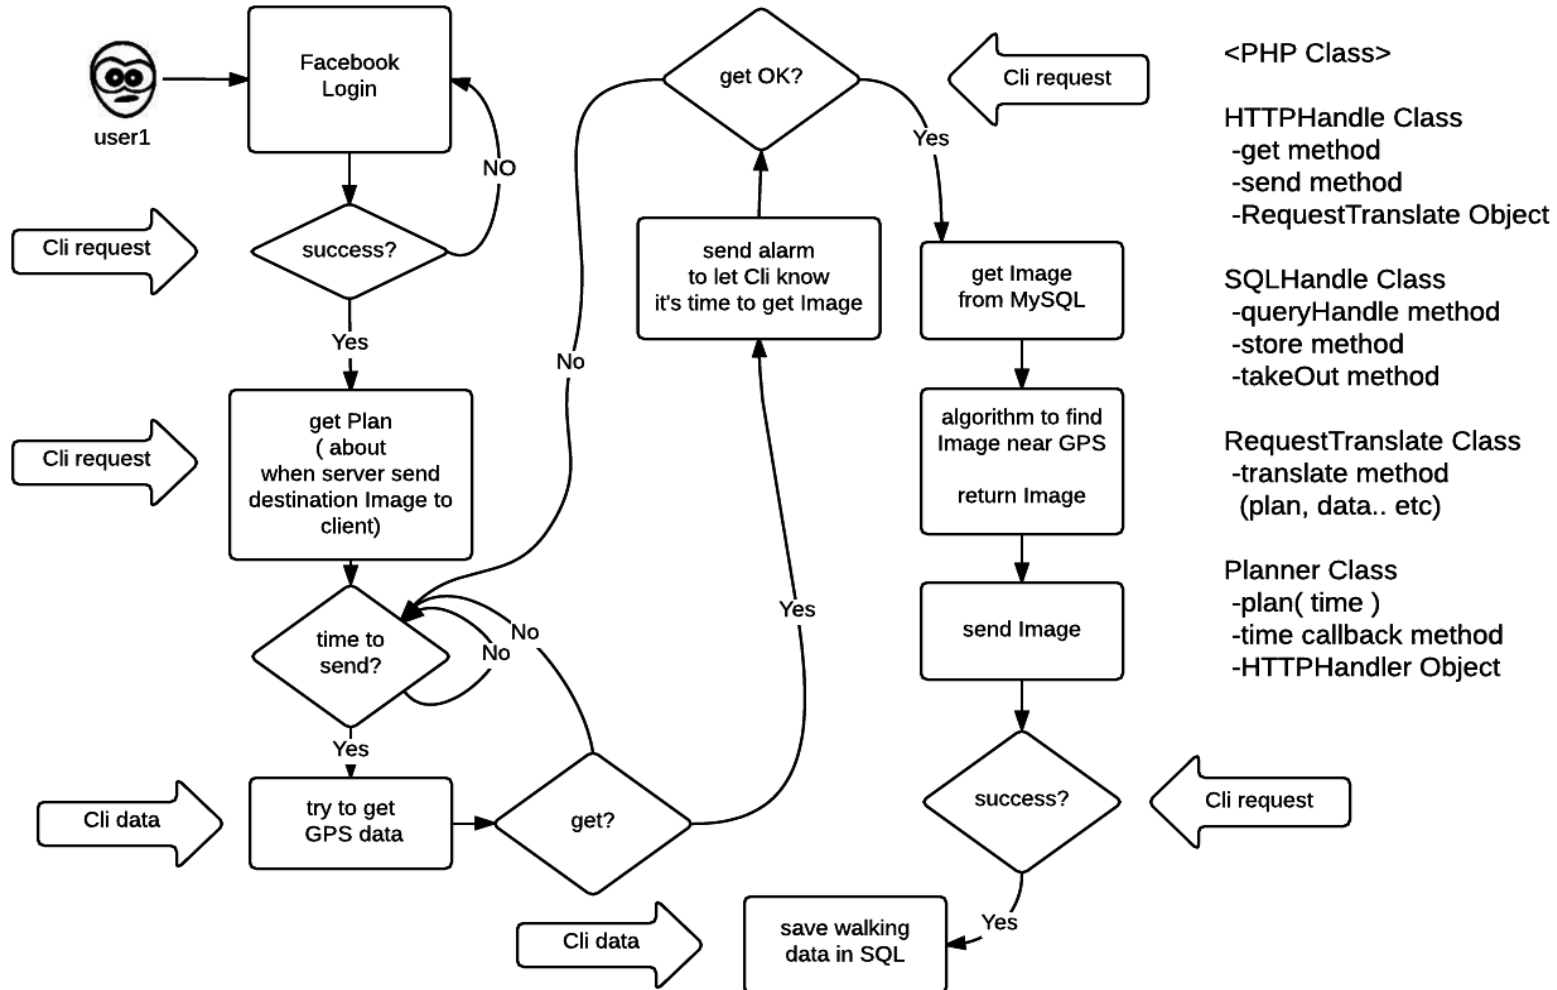 user1
Facebook
Login
NO
Cli request
success?
Yes
Cli request
get Plan
( about
when server send
destination Image to
client)
time to
send?
No
No
Yes
Cli data
try to get
GPS data
get?
Yes
No
send alarm
to let Cli know
it's time to get Image
get OK?
Yes
Cli request
get Image
from MySQL
algorithm to find
Image near GPS
return Image
send Image
success?
Cli request
Yes
Cli data
save walking
data in SQL
<PHP Class>
HTTPHandle Class
-get method
-send method
-RequestTranslate Object
SQLHandle Class
-queryHandle method
-store method
-takeOut method
RequestTranslate Class
-translate method
(plan, data.. etc)
Planner Class
-plan( time )
-time callback method
-HTTPHandler Object